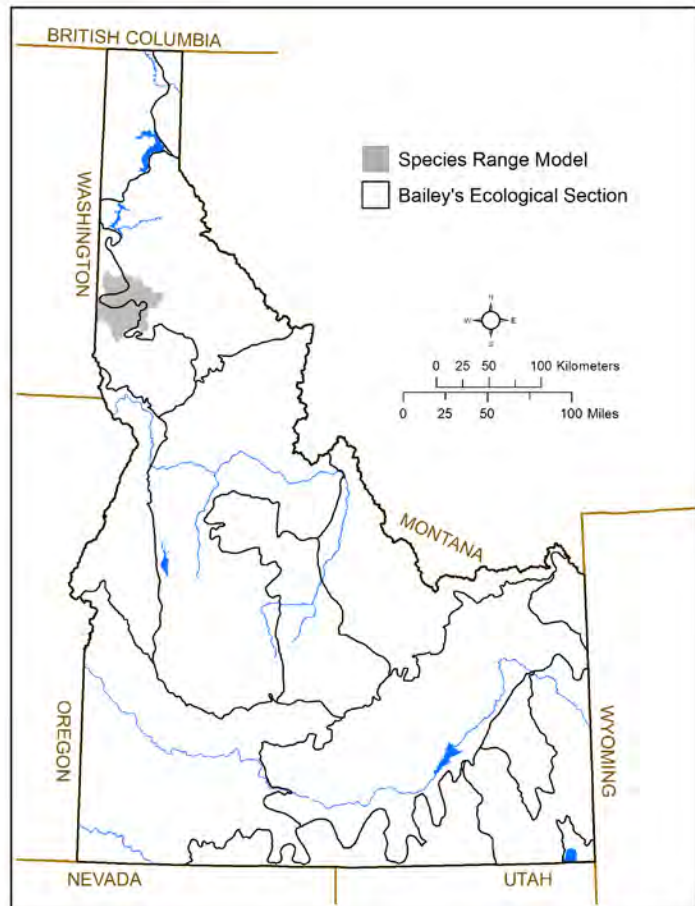 BRITISH COLUMBIA
WASHINGTON
Species Range Model
Bailey's Ecological Section
N
W E
S
0 25 50 100 Kilometers
0 25 50 100 Miles
MONTANA
OREGON
WYOMING
NEVADA
UTAH